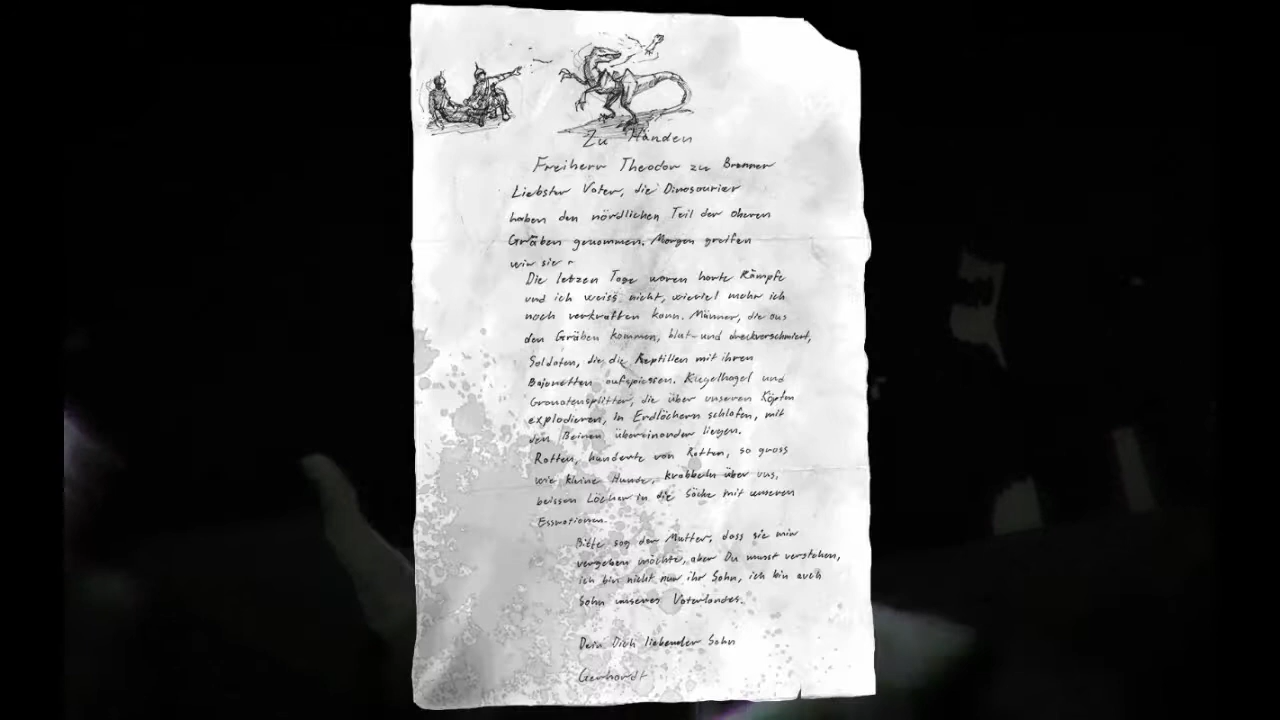 Zu Händen
Freiherr Theodor zu Brenner
Liebster Vater, die Dinosaurier
haben den nördlichen Teil der oberen
Gräben genommen. Morgen greifen
wir sie
Die letzen Tage waren harte Kämpfe
und ich weiss nicht, wieviel mehr ich
noch verkraften kann. Männer, die aus
den Gräben kommen, blut- und dreckverschmiert,
Soldaten, die die Reptilien mit ihren
Bajonetten aufspiessen. Kugelhagel und
Granatensplitter, die über unseren Köpfen
explodieren, in Erdlöchern schlafen, mit
den Beinen übereinander liegen.
Ratten, hunderte von Ratten, so gross
wie kleine Hunde, krabbeln über uns,
beissen Löcher in die Säcke mit unseren
Essrationen.
Bitte sag der Mutter, dass sie mir
vergeben möchte, aber Du musst verstehen,
ich bin nicht nur ihr Sohn, ich bin auch
Sohn unseres Vaterlandes.
Dein Dich liebender Sohn
Gerhardt